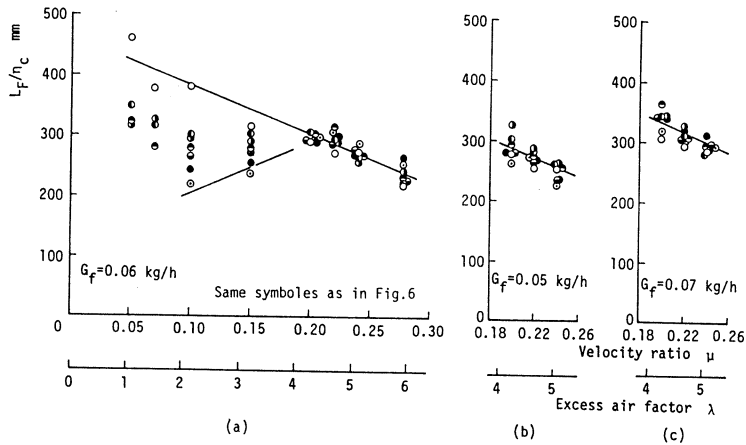 L_F/η_C mm
500
400
300
200
100
0
G_f=0.06 kg/h
Same symboles as in Fig.6
0 0.05 0.10 0.15 0.20 0.25 0.30
0 1 2 3 4 5 6
(a)
500
400
300
200
100
0
G_f=0.05 kg/h
0.18 0.22 0.26
4 5
(b)
500
400
300
200
100
0
G_f=0.07 kg/h
0.18 0.22 0.26
Velocity ratio μ
4 5
Excess air factor λ
(c)